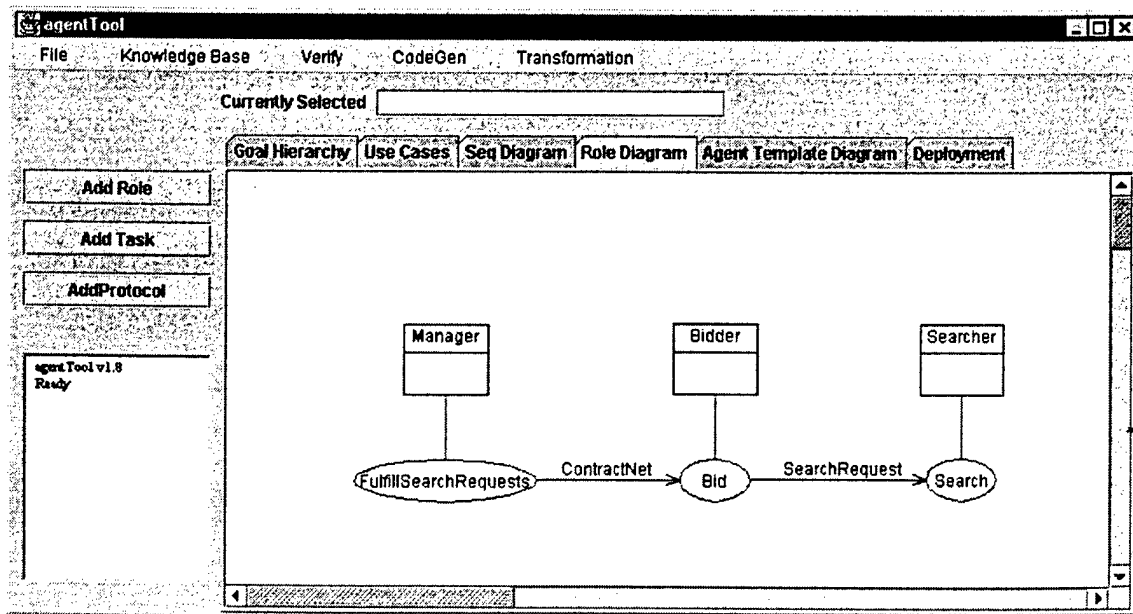 agentTool
File Knowledge Base Verify CodeGen Transformation
Currently Selected
Goal Hierarchy Use Cases Seq Diagram Role Diagram Agent Template Diagram Deployment
Add Role
Add Task
AddProtocol
agentTool v1.8
Ready
Manager Bidder Searcher
ContractNet SearchRequest
FulfillSearchRequests Bid Search